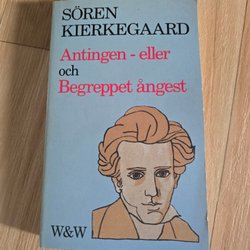 SÖREN
KIERKEGAARD
Antingen - eller
och
Begreppet ångest
W&W